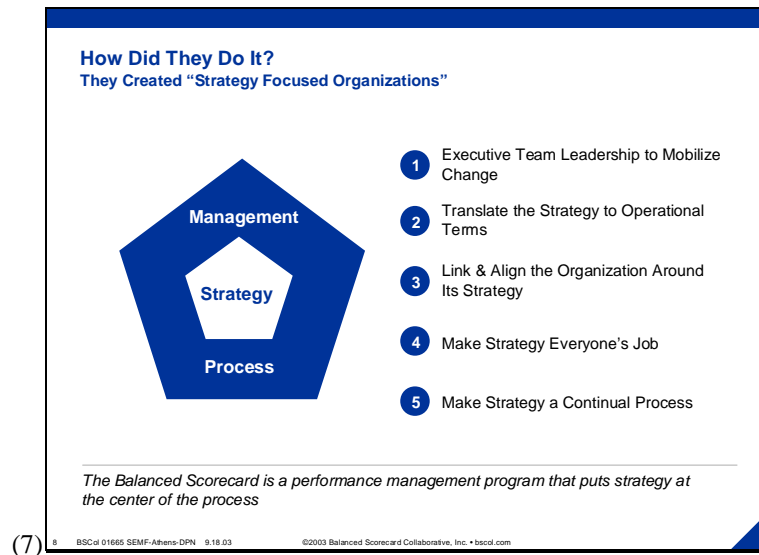 How Did They Do It?
They Created “Strategy Focused Organizations”
Management
Strategy
Process
1 Executive Team Leadership to Mobilize
Change
2 Translate the Strategy to Operational
Terms
3 Link & Align the Organization Around
Its Strategy
4 Make Strategy Everyone’s Job
5 Make Strategy a Continual Process
The Balanced Scorecard is a performance management program that puts strategy at
the center of the process
(7) 8 BSCol 01665 SEMF-Athens-DPN 9.18.03 ©2003 Balanced Scorecard Collaborative, Inc. • bscol.com